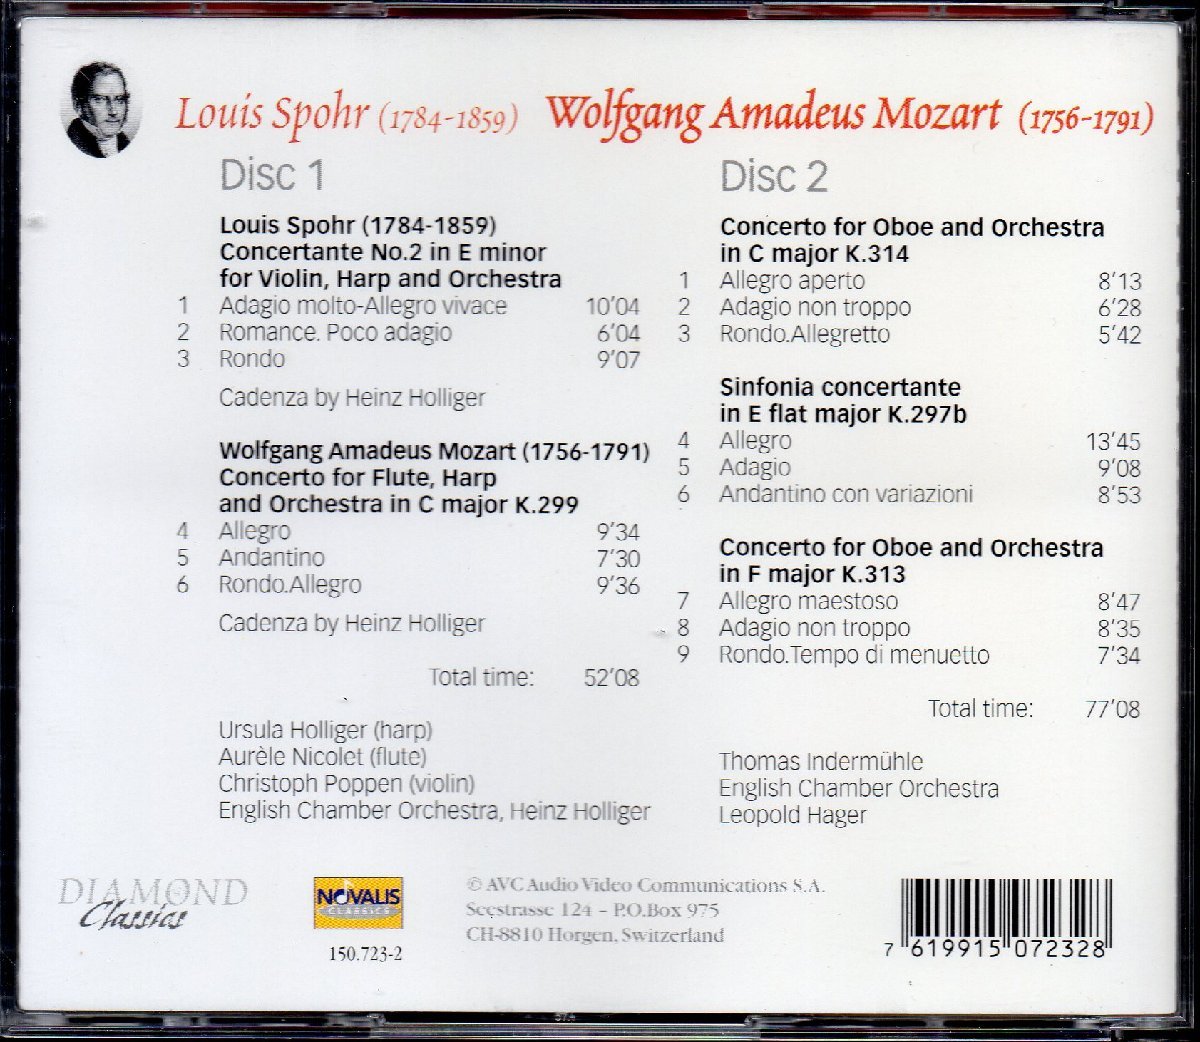 Louis Spohr (1784-1859) Wolfgang Amadeus Mozart (1756-1791)
Disc 1
Louis Spohr (1784-1859)
Concertante No.2 in E minor
for Violin, Harp and Orchestra
1 Adagio molto-Allegro vivace 10'04
2 Romance. Poco adagio 6'04
3 Rondo 9'07
Cadenza by Heinz Holliger
Wolfgang Amadeus Mozart (1756-1791)
Concerto for Flute, Harp
and Orchestra in C major K.299
4 Allegro 9'34
5 Andantino 7'30
6 Rondo.Allegro 9'36
Cadenza by Heinz Holliger
Total time: 52'08
Ursula Holliger (harp)
Aurèle Nicolet (flute)
Christoph Poppen (violin)
English Chamber Orchestra, Heinz Holliger
Disc 2
Concerto for Oboe and Orchestra
in C major K.314
1 Allegro aperto 8'13
2 Adagio non troppo 6'28
3 Rondo.Allegretto 5'42
Sinfonia concertante
in E flat major K.297b
4 Allegro 13'45
5 Adagio 9'08
6 Andantino con variazioni 8'53
Concerto for Oboe and Orchestra
in F major K.313
7 Allegro maestoso 8'47
8 Adagio non troppo 8'35
9 Rondo.Tempo di menuetto 7'34
Total time: 77'08
Thomas Indermühle
English Chamber Orchestra
Leopold Hager
DIAMOND
Classics
NOVALIS
CLASSICS
150.723-2
© AVC Audio Video Communications S.A.
Seestrasse 124 – P.O.Box 975
CH-8810 Horgen, Switzerland
7 619915 072328